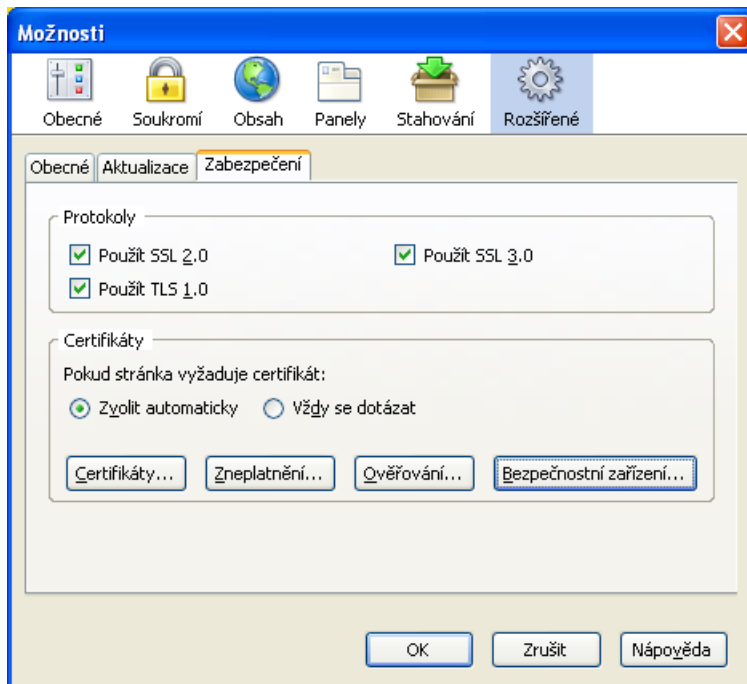 Možnosti
Obecné Soukromí Obsah Panely Stahování Rozšířené
Obecné Aktualizace Zabezpečení
Protokoly
Použít SSL 2.0 Použít SSL 3.0
Použít TLS 1.0
Certifikáty
Pokud stránka vyžaduje certifikát:
Zvolit automaticky Vždy se dotázat
Certifikáty... Zneplatnění... Ověřování... Bezpečnostní zařízení...
OK Zrušit Nápověda